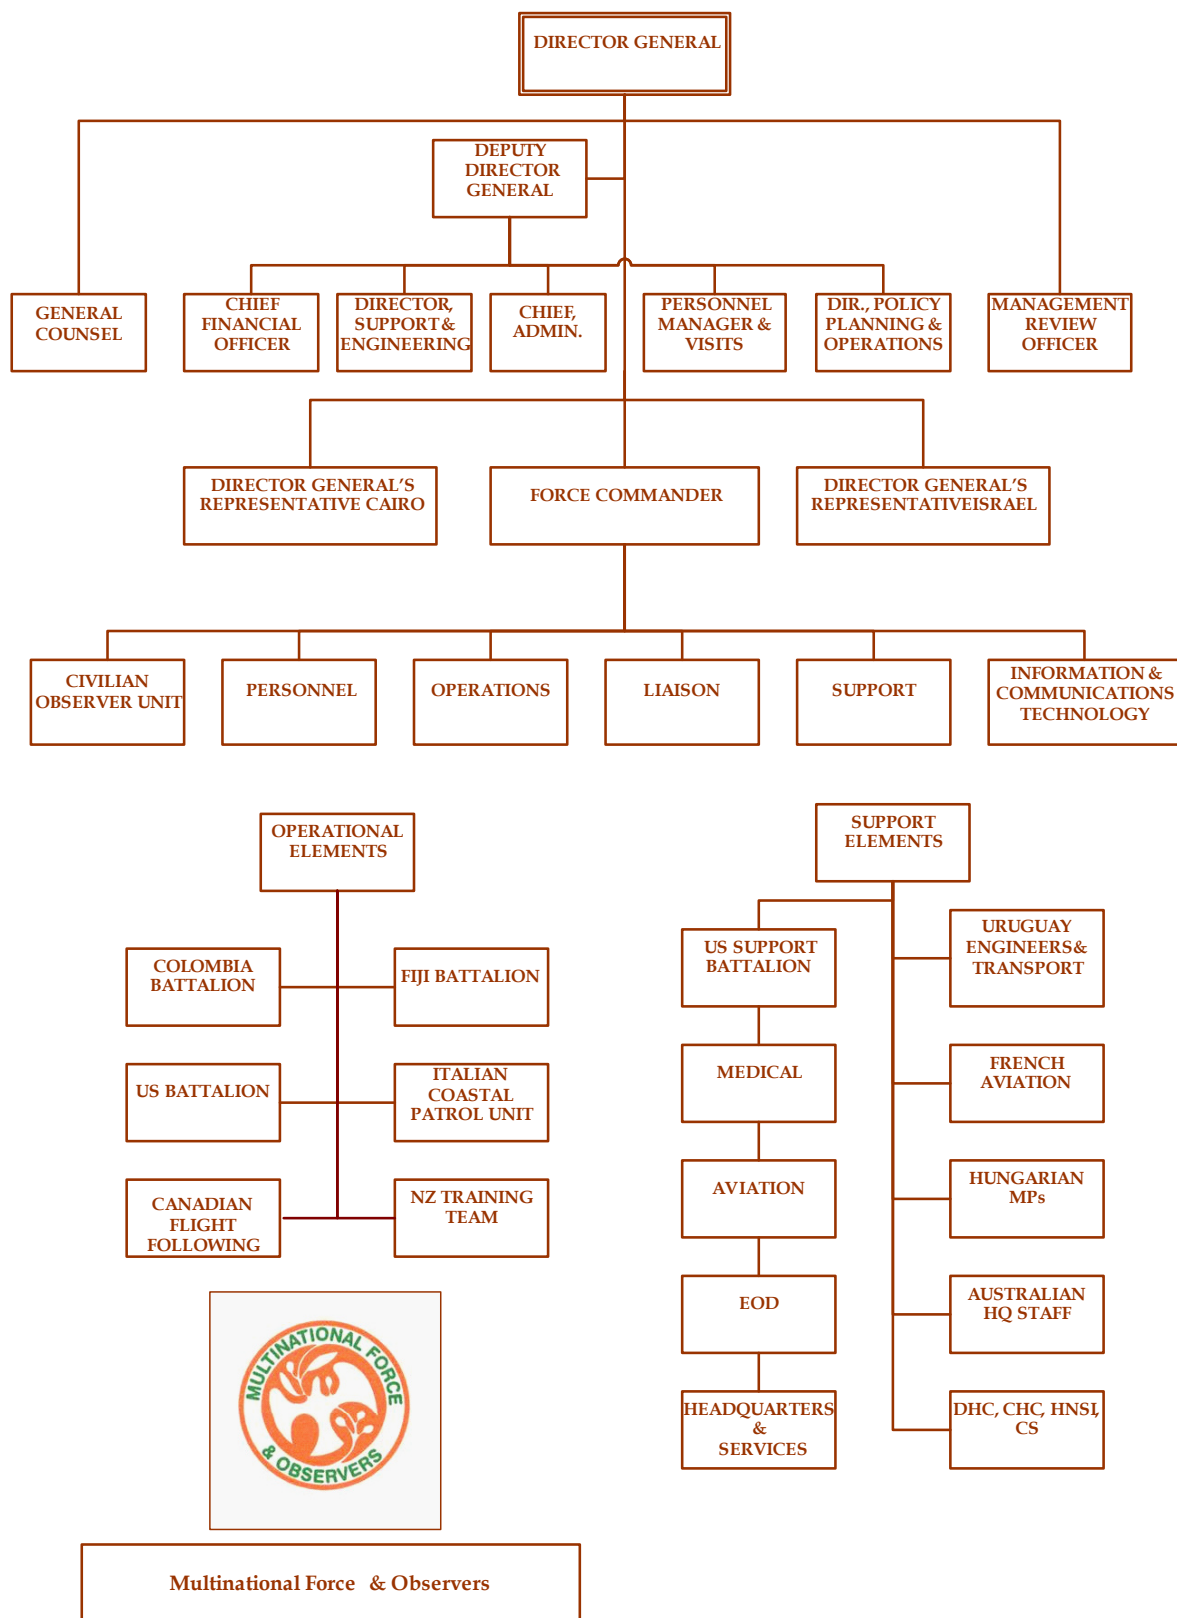 DIRECTOR GENERAL
DEPUTY
DIRECTOR
GENERAL
GENERAL
COUNSEL
CHIEF
FINANCIAL
OFFICER
DIRECTOR,
SUPPORT &
ENGINEERING
CHIEF,
ADMIN.
PERSONNEL
MANAGER &
VISITS
DIR., POLICY
PLANNING &
OPERATIONS
MANAGEMENT
REVIEW
OFFICER
DIRECTOR GENERAL’S
REPRESENTATIVE CAIRO
FORCE COMMANDER
DIRECTOR GENERAL’S
REPRESENTATIVEISRAEL
CIVILIAN
OBSERVER UNIT
PERSONNEL
OPERATIONS
LIAISON
SUPPORT
INFORMATION &
COMMUNICATIONS
TECHNOLOGY
OPERATIONAL
ELEMENTS
COLOMBIA
BATTALION
FIJI BATTALION
US BATTALION
ITALIAN
COASTAL
PATROL UNIT
CANADIAN
FLIGHT
FOLLOWING
NZ TRAINING
TEAM
SUPPORT
ELEMENTS
US SUPPORT
BATTALION
URUGUAY
ENGINEERS&
TRANSPORT
MEDICAL
FRENCH
AVIATION
AVIATION
HUNGARIAN
MPs
EOD
AUSTRALIAN
HQ STAFF
HEADQUARTERS
&
SERVICES
DHC, CHC, HNSI,
CS
MULTINATIONAL FORCE
& OBSERVERS
Multinational Force & Observers